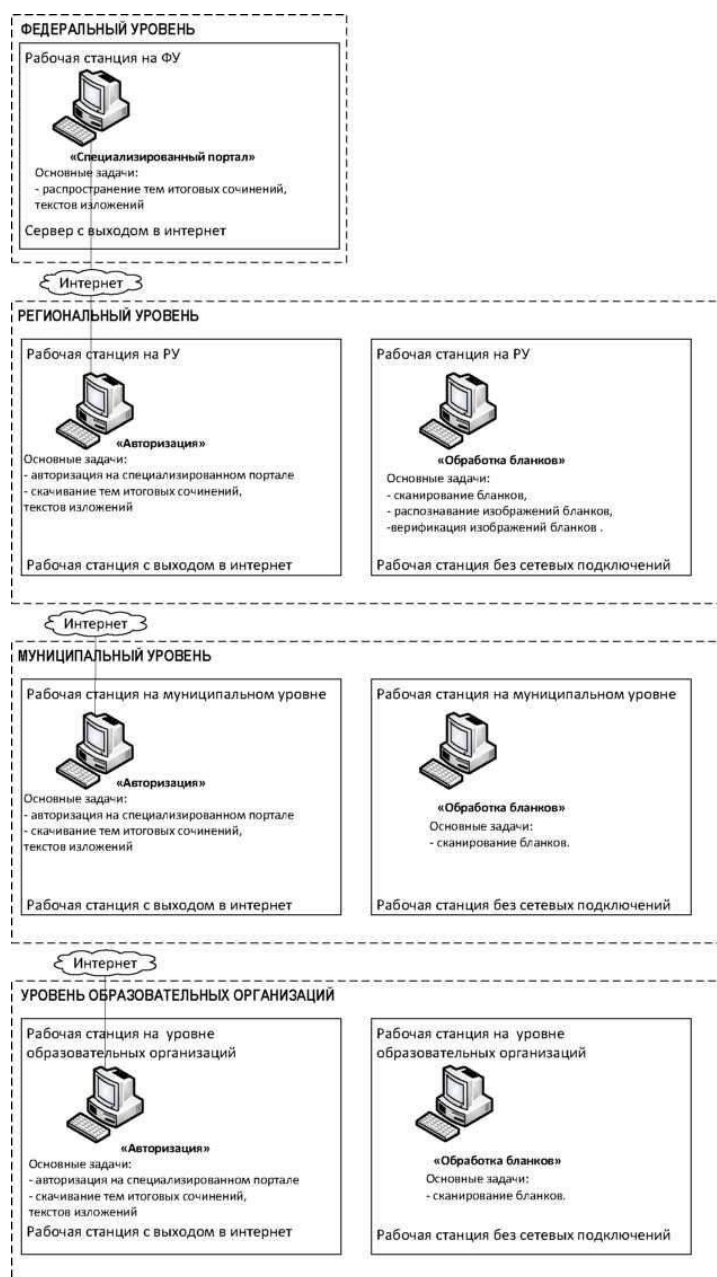 ФЕДЕРАЛЬНЫЙ УРОВЕНЬ
Рабочая станция на ФУ
«Специализированный портал»
Основные задачи:
- распространение тем итоговых сочинений,
текстов изложений
Сервер с выходом в интернет
Интернет
РЕГИОНАЛЬНЫЙ УРОВЕНЬ
Рабочая станция на РУ
«Авторизация»
Основные задачи:
- авторизация на специализированном портале
- скачивание тем итоговых сочинений,
текстов изложений
Рабочая станция с выходом в интернет
Рабочая станция на РУ
«Обработка бланков»
Основные задачи:
- сканирование бланков,
- распознавание изображений бланков,
-верификация изображений бланков .
Рабочая станция без сетевых подключений
Интернет
МУНИЦИПАЛЬНЫЙ УРОВЕНЬ
Рабочая станция на муниципальном уровне
«Авторизация»
Основные задачи:
- авторизация на специализированном портале
- скачивание тем итоговых сочинений,
текстов изложений
Рабочая станция с выходом в интернет
Рабочая станция на муниципальном уровне
«Обработка бланков»
Основные задачи:
- сканирование бланков.
Рабочая станция без сетевых подключений
Интернет
УРОВЕНЬ ОБРАЗОВАТЕЛЬНЫХ ОРГАНИЗАЦИЙ
Рабочая станция на уровне
образовательных организаций
«Авторизация»
Основные задачи:
- авторизация на специализированном портале
- скачивание тем итоговых сочинений,
текстов изложений
Рабочая станция с выходом в интернет
Рабочая станция на уровне
образовательных организаций
«Обработка бланков»
Основные задачи:
- сканирование бланков.
Рабочая станция без сетевых подключений